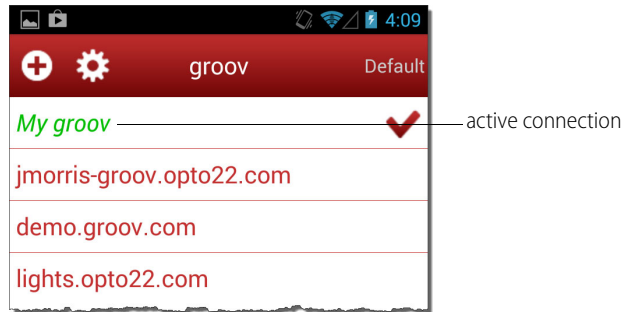 4:09
groov Default
My groov
active connection
jmorris-groov.opto22.com
demo.groov.com
lights.opto22.com